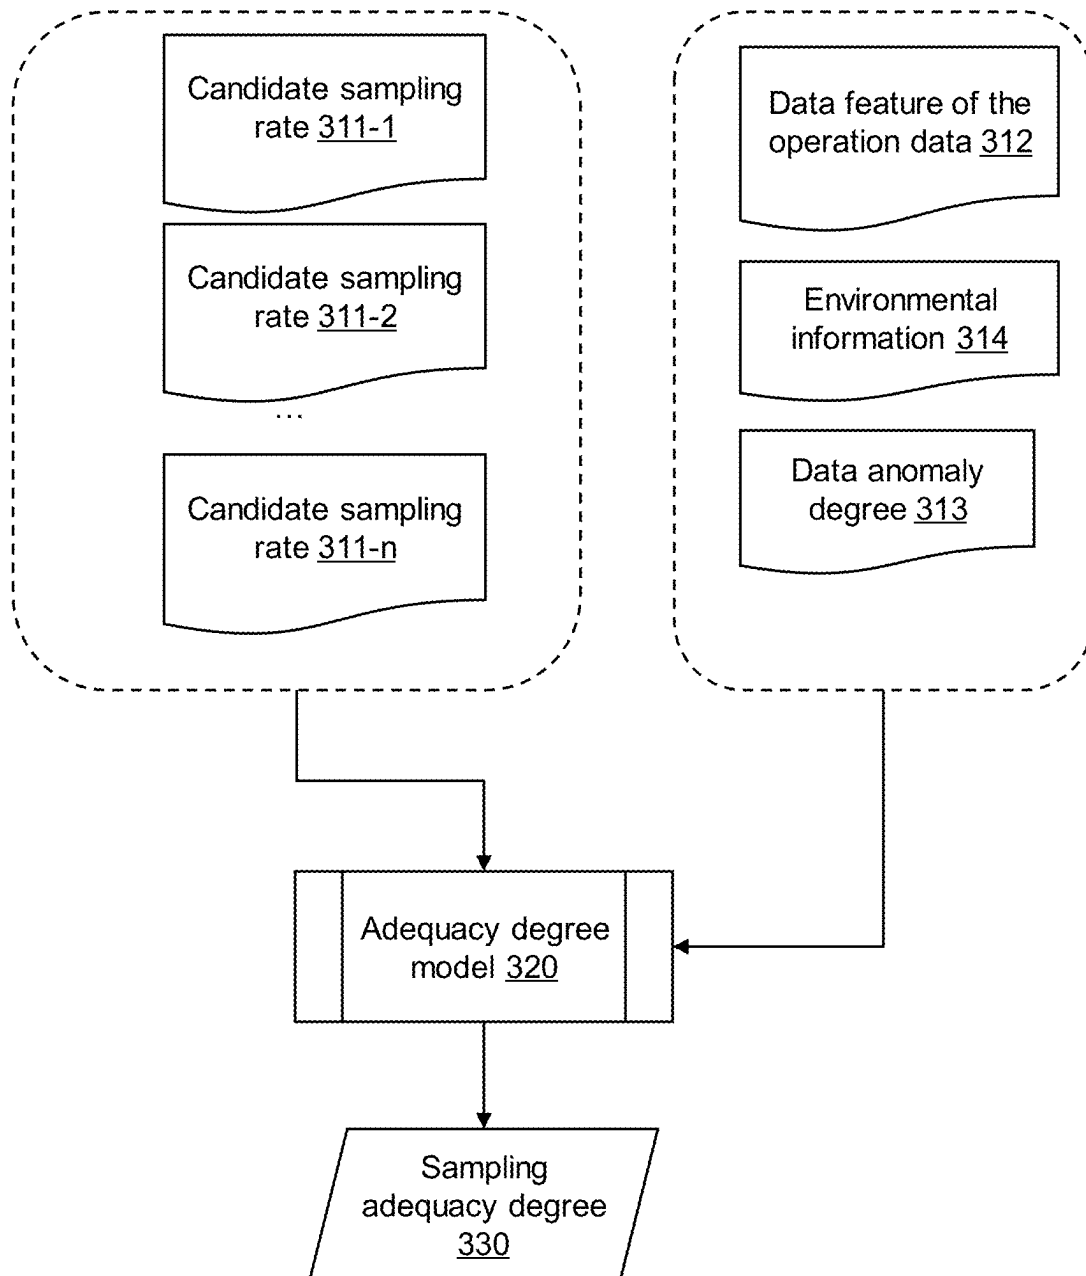 Candidate sampling
rate 311-1
Candidate sampling
rate 311-2
...
Candidate sampling
rate 311-n
Data feature of the
operation data 312
Environmental
information 314
Data anomaly
degree 313
Adequacy degree
model 320
Sampling
adequacy degree
330